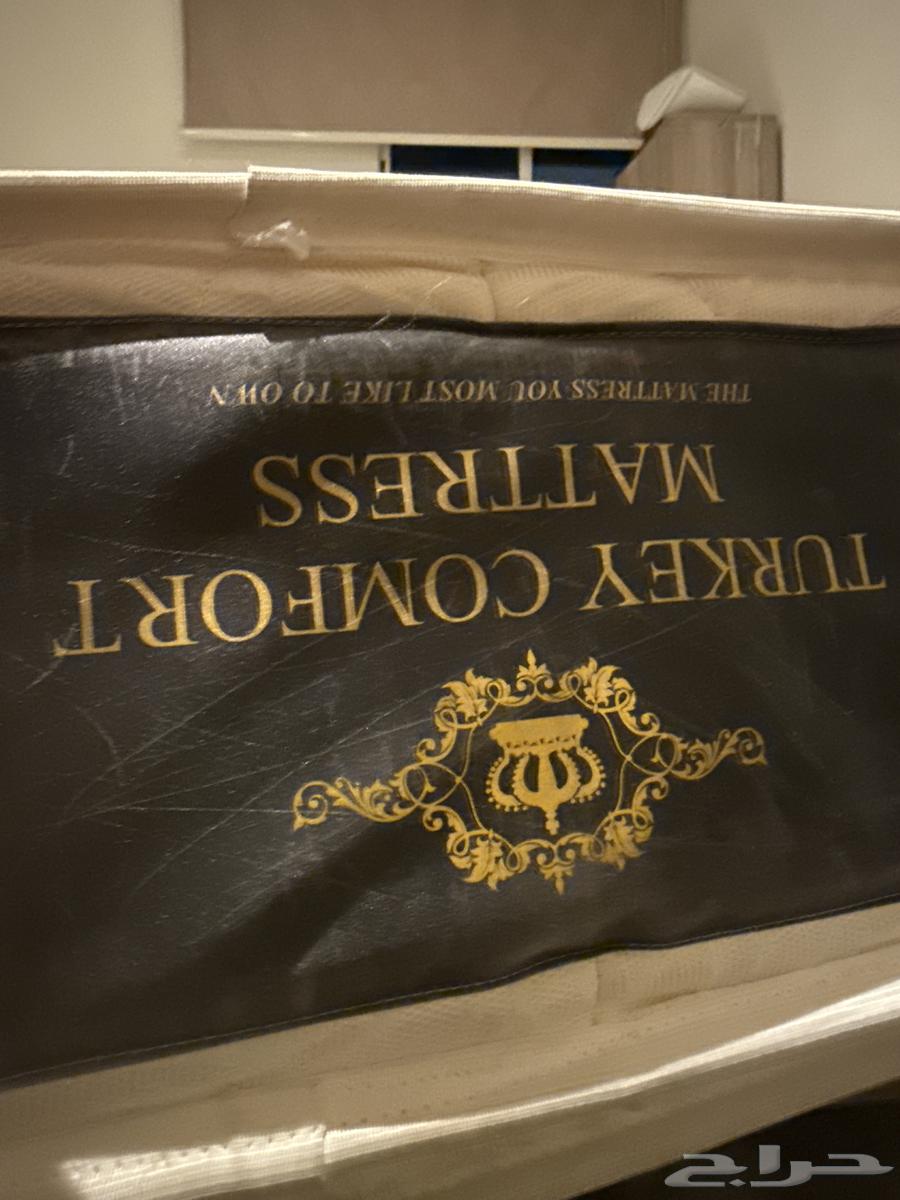 TURKEY COMFORT
MATTRESS
THE MATTRESS YOU MOST LIKE TO OWN
حراج